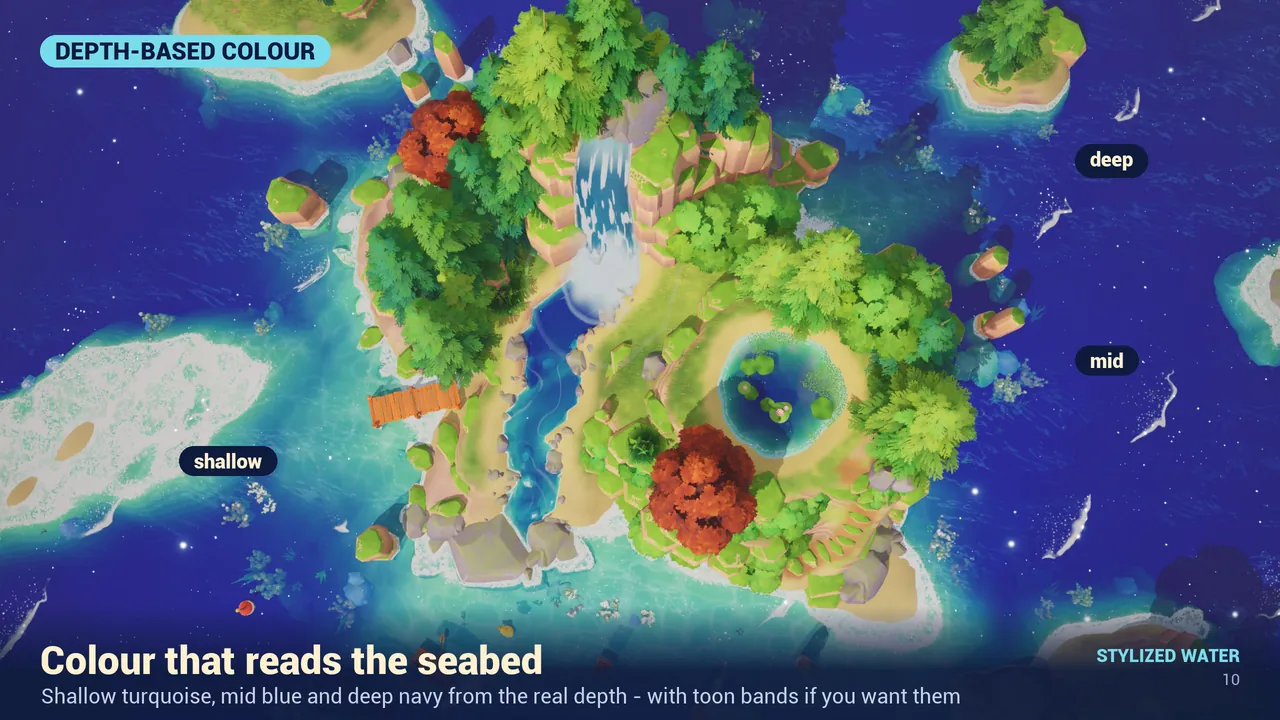 DEPTH-BASED COLOUR
deep
mid
shallow
Colour that reads the seabed
Shallow turquoise, mid blue and deep navy from the real depth - with toon bands if you want them
STYLIZED WATER
10